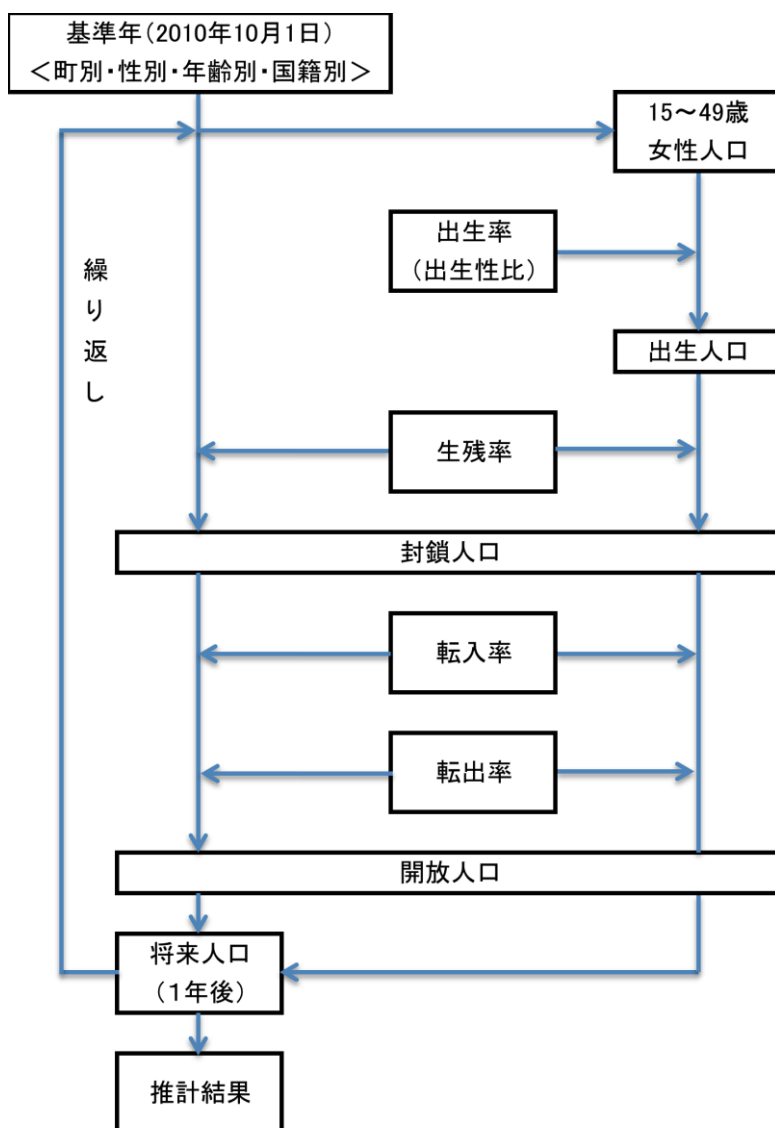 基準年(2010年10月1日)
<町別・性別・年齢別・国籍別>
15~49歳
女性人口
出生率
(出生性比)
繰り返し
出生人口
生残率
封鎖人口
転入率
転出率
開放人口
将来人口
(1年後)
推計結果